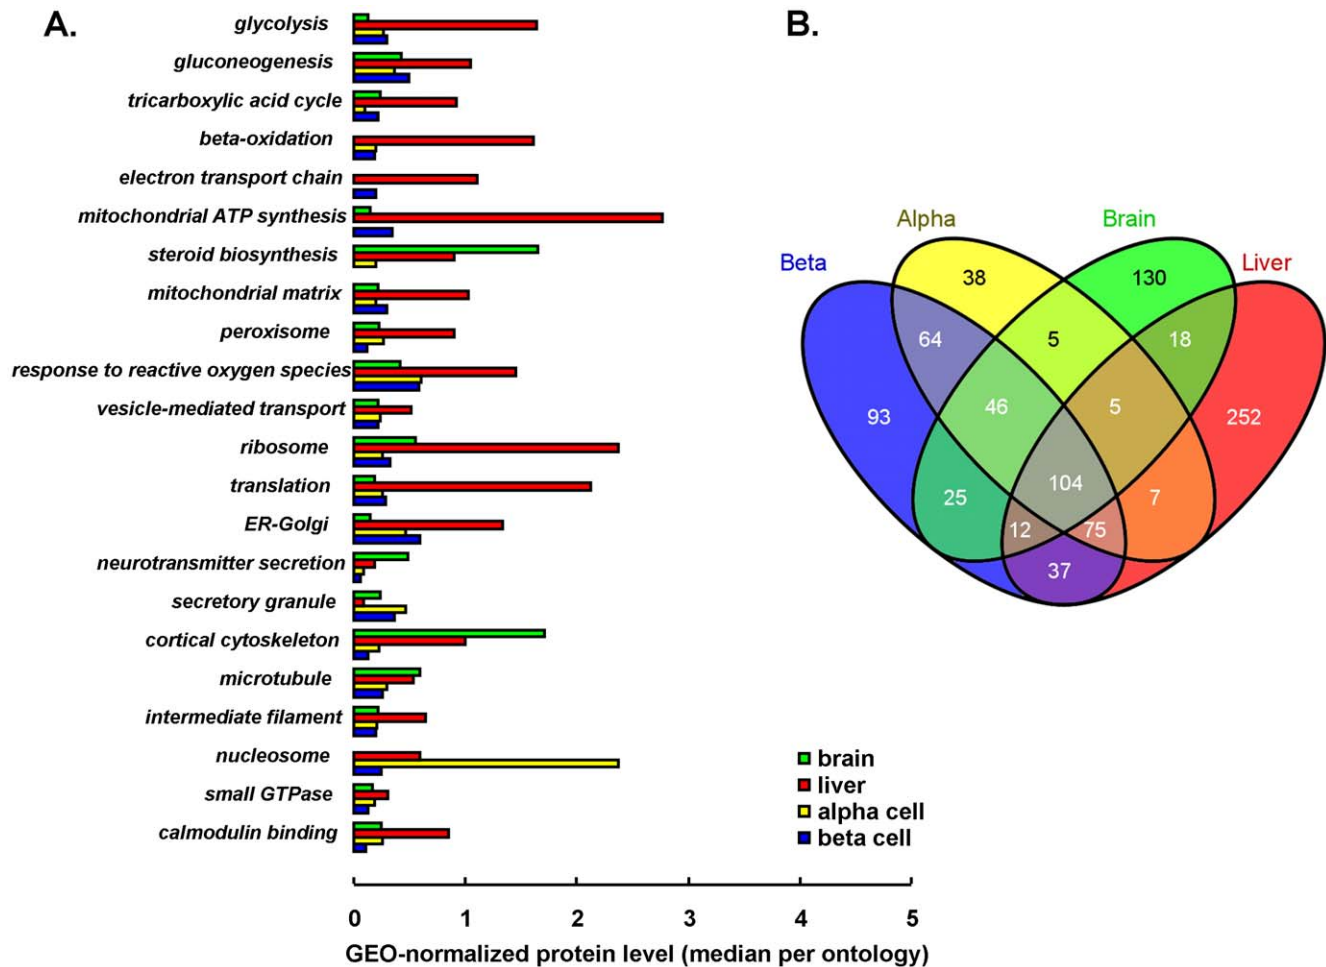 A.
glycolysis
gluconeogenesis
tricarboxylic acid cycle
beta-oxidation
electron transport chain
mitochondrial ATP synthesis
steroid biosynthesis
mitochondrial matrix
peroxisome
response to reactive oxygen species
vesicle-mediated transport
ribosome
translation
ER-Golgi
neurotransmitter secretion
secretory granule
cortical cytoskeleton
microtubule
intermediate filament
nucleosome
small GTPase
calmodulin binding
brain
liver
alpha cell
beta cell
0 1 2 3 4 5
GEO-normalized protein level (median per ontology)
B.
Alpha Brain
Beta Liver
38 130
64 5 18
93 46 5 252
25 104 7
12 75
37